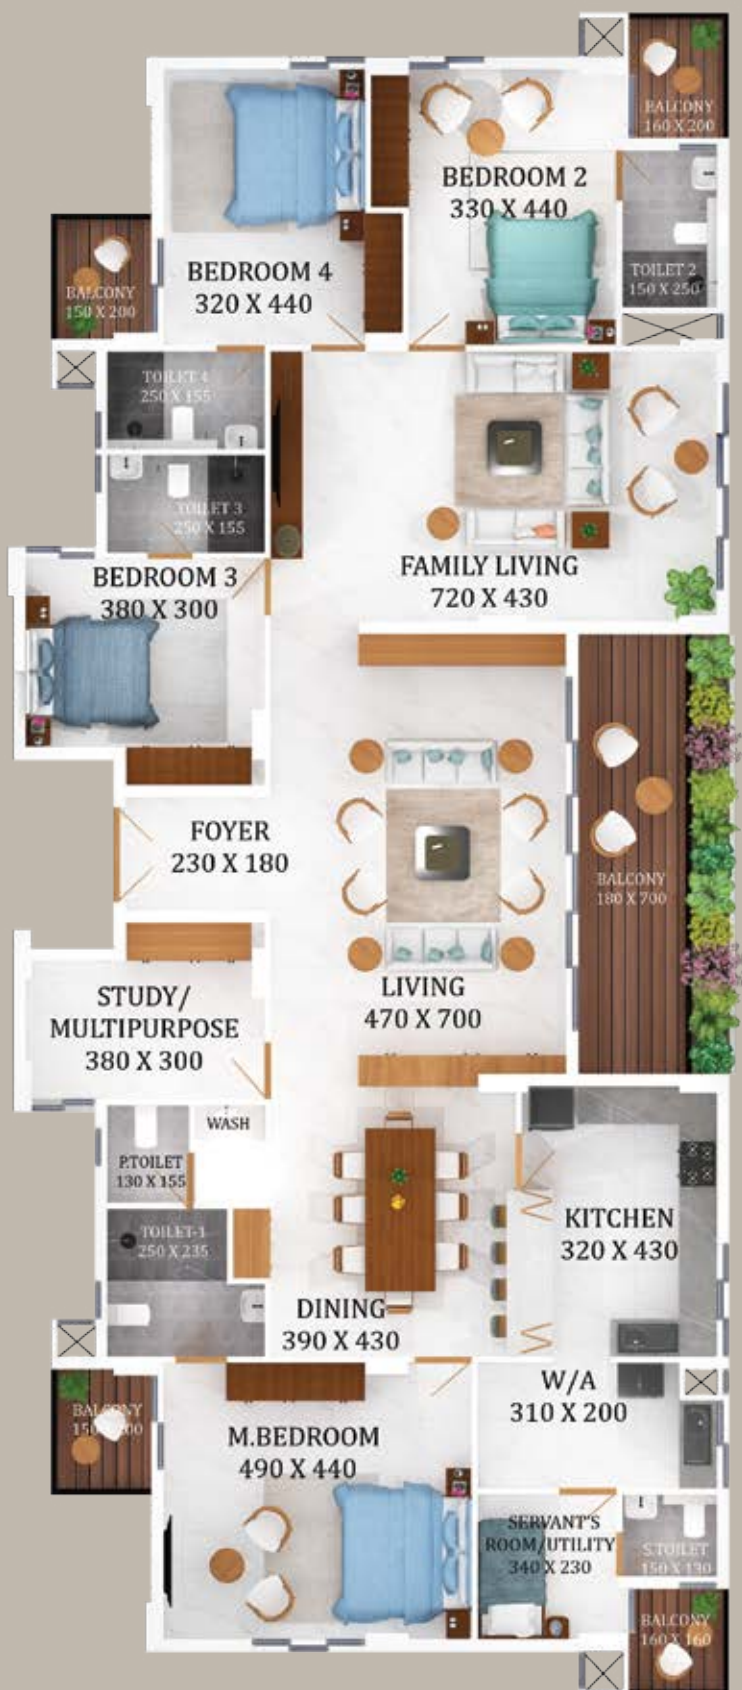 BALCONY
160 X 200
BEDROOM 2
330 X 440
TOILET 2
150 X 250
BEDROOM 4
320 X 440
BALCONY
150 X 200
TOILET 4
250 X 155
TOILET 3
250 X 155
FAMILY LIVING
720 X 430
BEDROOM 3
380 X 300
FOYER
230 X 180
BALCONY
180 X 700
LIVING
470 X 700
STUDY/
MULTIPURPOSE
380 X 300
WASH
P.TOILET
130 X 155
TOILET-1
250 X 235
KITCHEN
320 X 430
DINING
390 X 430
W/A
310 X 200
BALCONY
150 X 200
M.BEDROOM
490 X 440
SERVANT'S
ROOM/UTILITY
340 X 230
S.TOILET
150 X 130
BALCONY
160 X 160